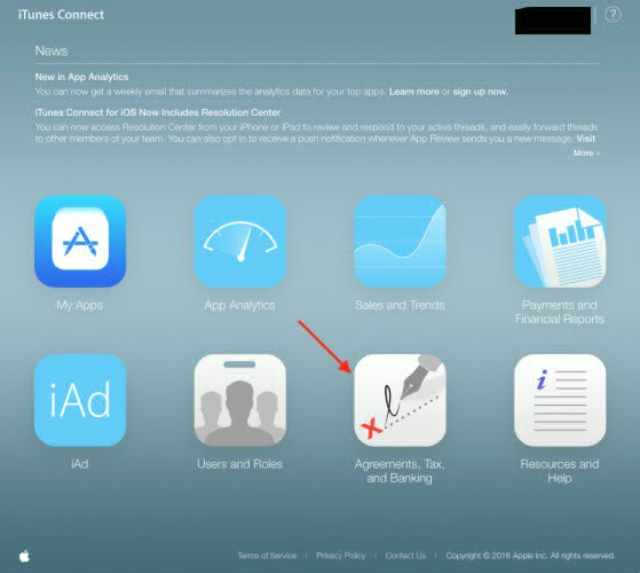 iTunes Connect
?
News
New in App Analytics
You can now get a weekly email that summarizes the analytics data for your top apps. Learn more or sign up now.
iTunes Connect for iOS Now Includes Resolution Center
You can now access Resolution Center from your iPhone or iPad to review and respond to your active threads, and easily forward threads
to other members of your team. You can also opt in to receive a push notification whenever App Review sends you a new message. Visit
More
My Apps
App Analytics
Sales and Trends
Payments and
Financial Reports
iAd
iAd
Users and Roles
Agreements, Tax,
and Banking
i
Resources and
Help
Terms of Service | Privacy Policy | Contact Us | Copyright © 2016 Apple Inc. All rights reserved.